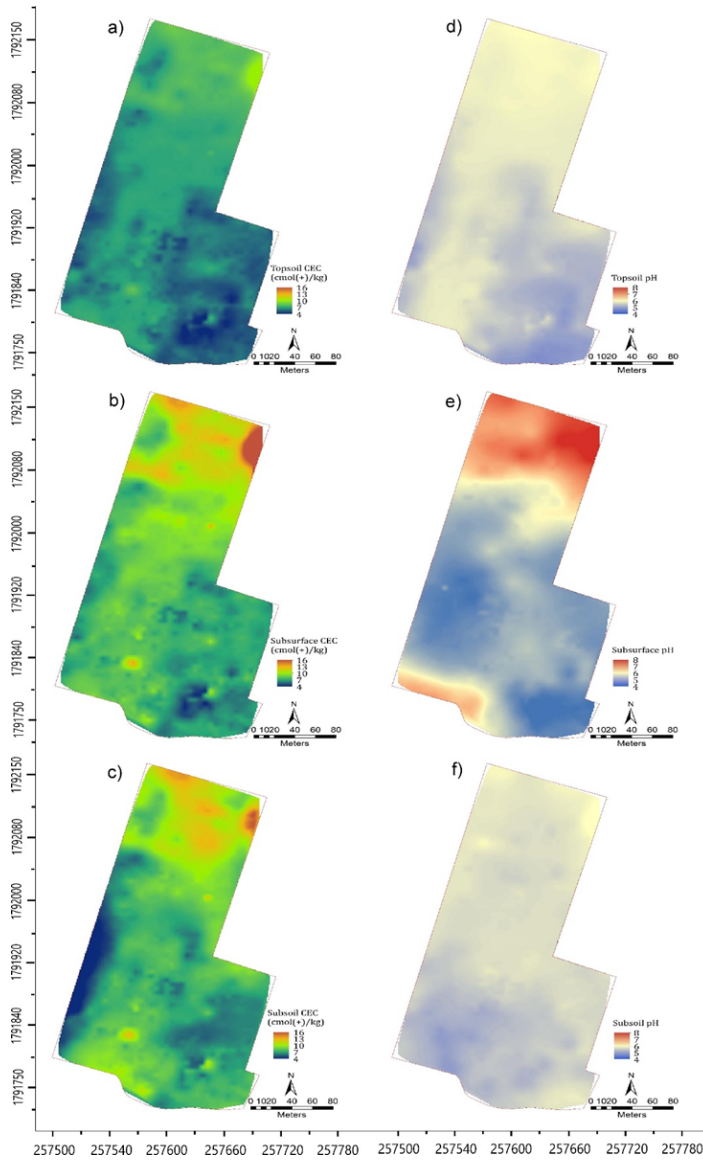 a)
1792150
1792080
1792000
1791920
1791840
1791750
Topsoil CEC
(cmol(+)/kg)
16
13
10
7
4
N
0 1020 40 60 80
Meters
d)
Topsoil pH
8
7
6
5
4
N
0 1020 40 60 80
Meters
b)
1792150
1792080
1792000
1791920
1791840
1791750
Subsurface CEC
(cmol(+)/kg)
16
13
10
7
4
N
0 1020 40 60 80
Meters
e)
Subsurface pH
8
7
6
5
4
N
0 1020 40 60 80
Meters
c)
1792150
1792080
1792000
1791920
1791840
1791750
Subsoil CEC
(cmol(+)/kg)
16
13
10
7
4
N
0 1020 40 60 80
Meters
f)
Subsoil pH
8
7
6
5
4
N
0 1020 40 60 80
Meters
257500 257540 257600 257660 257720 257780
257500 257540 257600 257660 257720 257780